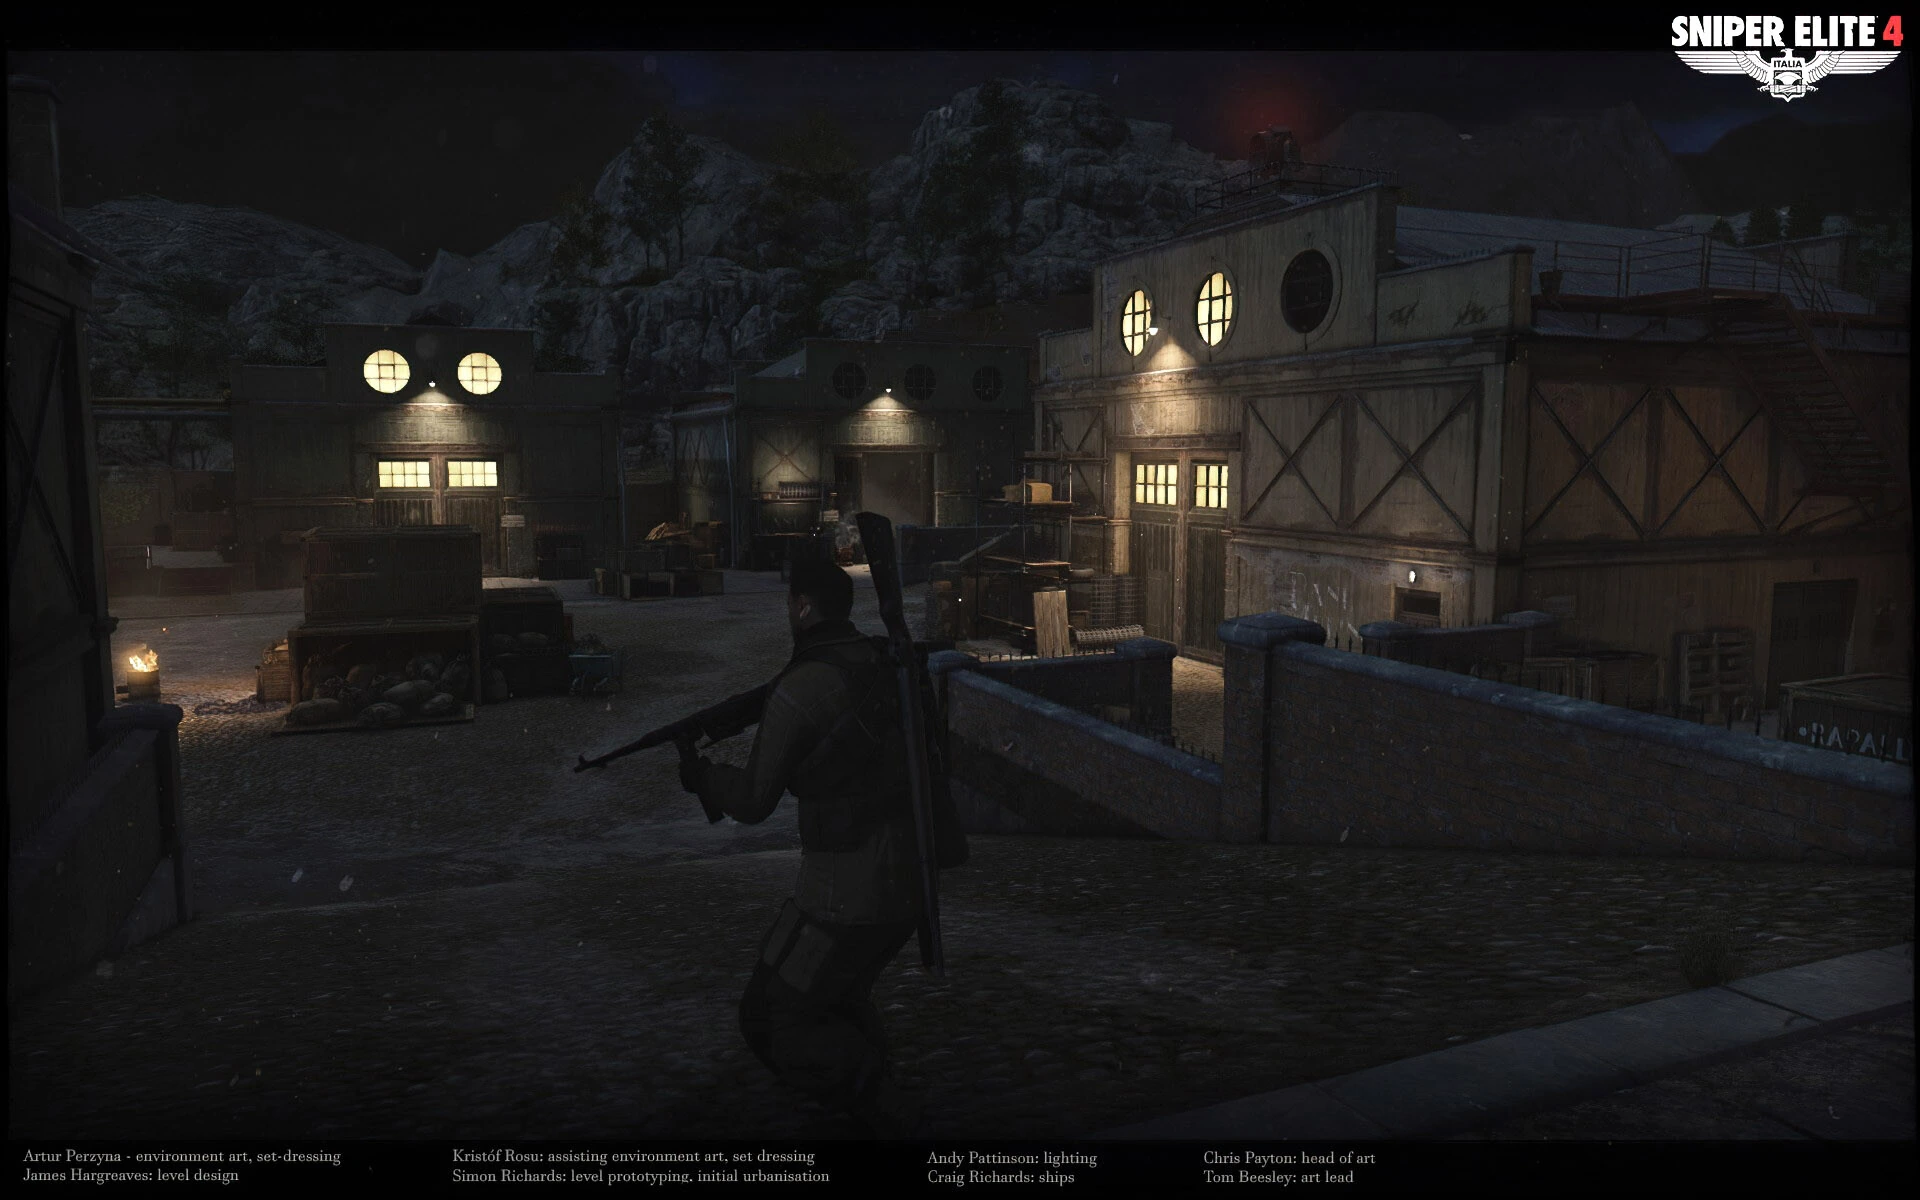 SNIPER ELITE 4
ITALIA
Artur Perzyna - environment art, set-dressing
James Hargreaves: level design
Kristóf Rosu: assisting environment art, set dressing
Simon Richards: level prototyping, initial urbanisation
Andy Pattinson: lighting
Craig Richards: ships
Chris Payton: head of art
Tom Beesley: art lead